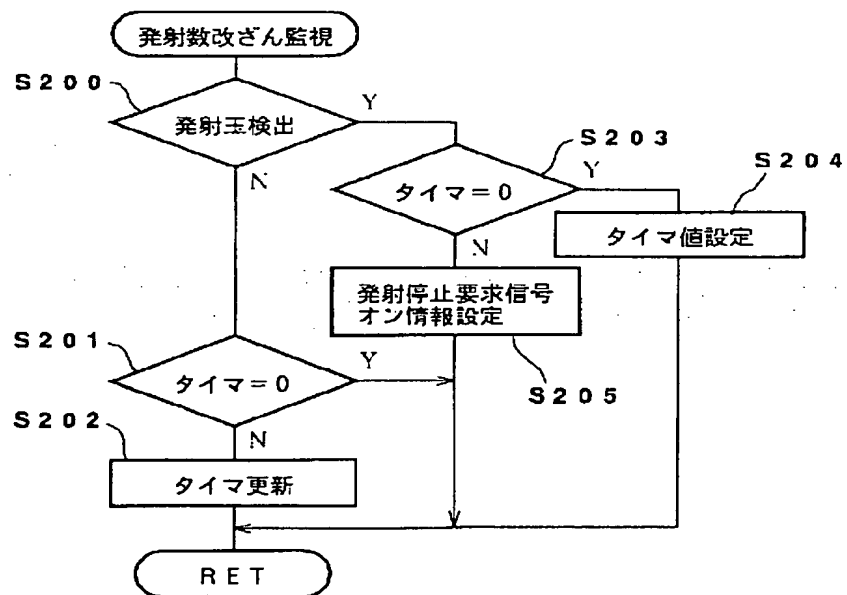 発射数改ざん監視
S200
Y
発射玉検出
N
S203
Y
S204
タイマ=0
N
タイマ値設定
発射停止要求信号
オン情報設定
S201
Y
タイマ=0
S205
S202
N
タイマ更新
RET